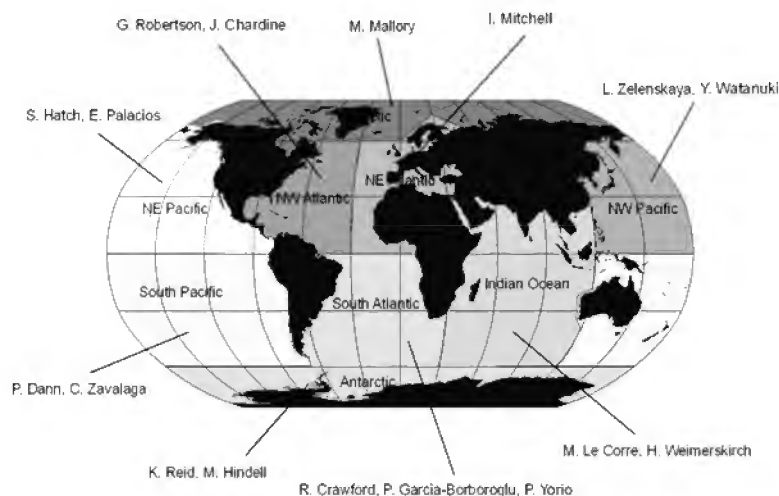 G. Robertson, J. Chardine
M. Mallory
I. Mitchell
L. Zelenskaya, Y. Watanuki
S. Hatch, E. Palacios
NE Pacific
NW Atlantic
NE
NW Pacific
South Pacific
South Atlantic
Indian Ocean
P. Dann, C. Zavalaga
Antarctic
K. Reid, M. Hindell
M. Le Corre, H. Weimerskirch
R. Crawford, P. Garcia-Borboroglu, P. Yorio